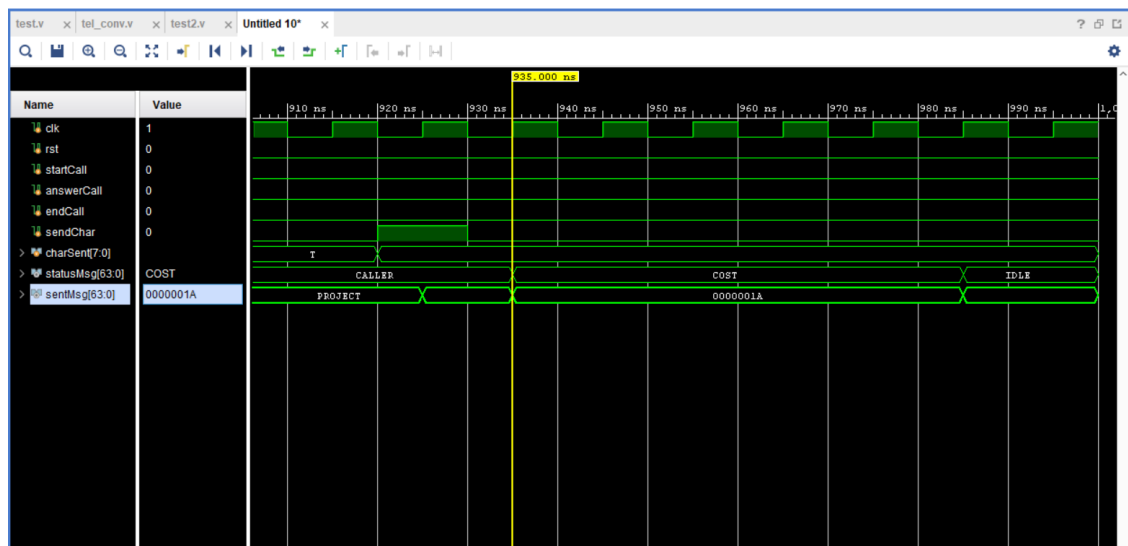 test.v × tel_conv.v × test2.v × Untitled 10* × ?
935.000 ns
Name Value
910 ns 920 ns 930 ns 940 ns 950 ns 960 ns 970 ns 980 ns 990 ns 1,0
clk 1
rst 0
startCall 0
answerCall 0
endCall 0
sendChar 0
charSent[7:0] T
statusMsg[63:0] COST CALLER COST IDLE
sentMsg[63:0] 0000001A PROJECT 0000001A